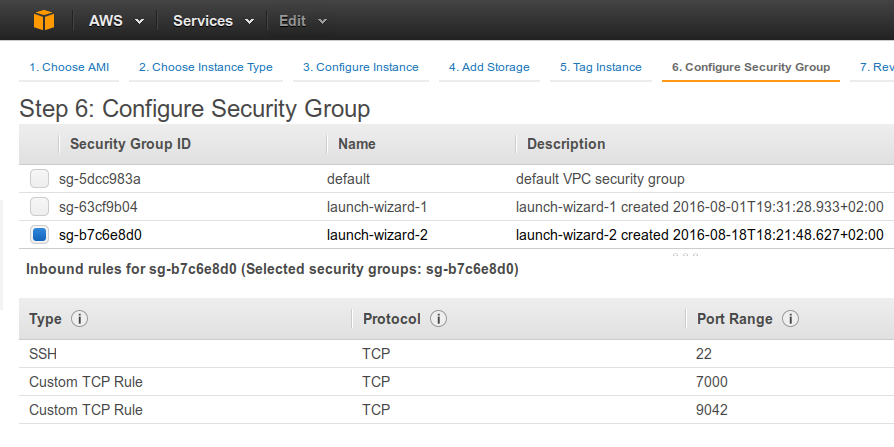 AWS Services Edit
1. Choose AMI 2. Choose Instance Type 3. Configure Instance 4. Add Storage 5. Tag Instance 6. Configure Security Group 7. Rev
Step 6: Configure Security Group
Security Group ID Name Description
sg-5dcc983a default default VPC security group
sg-63cf9b04 launch-wizard-1 launch-wizard-1 created 2016-08-01T19:31:28.933+02:00
sg-b7c6e8d0 launch-wizard-2 launch-wizard-2 created 2016-08-18T18:21:48.627+02:00
Inbound rules for sg-b7c6e8d0 (Selected security groups: sg-b7c6e8d0)
Type i Protocol i Port Range i
SSH TCP 22
Custom TCP Rule TCP 7000
Custom TCP Rule TCP 9042